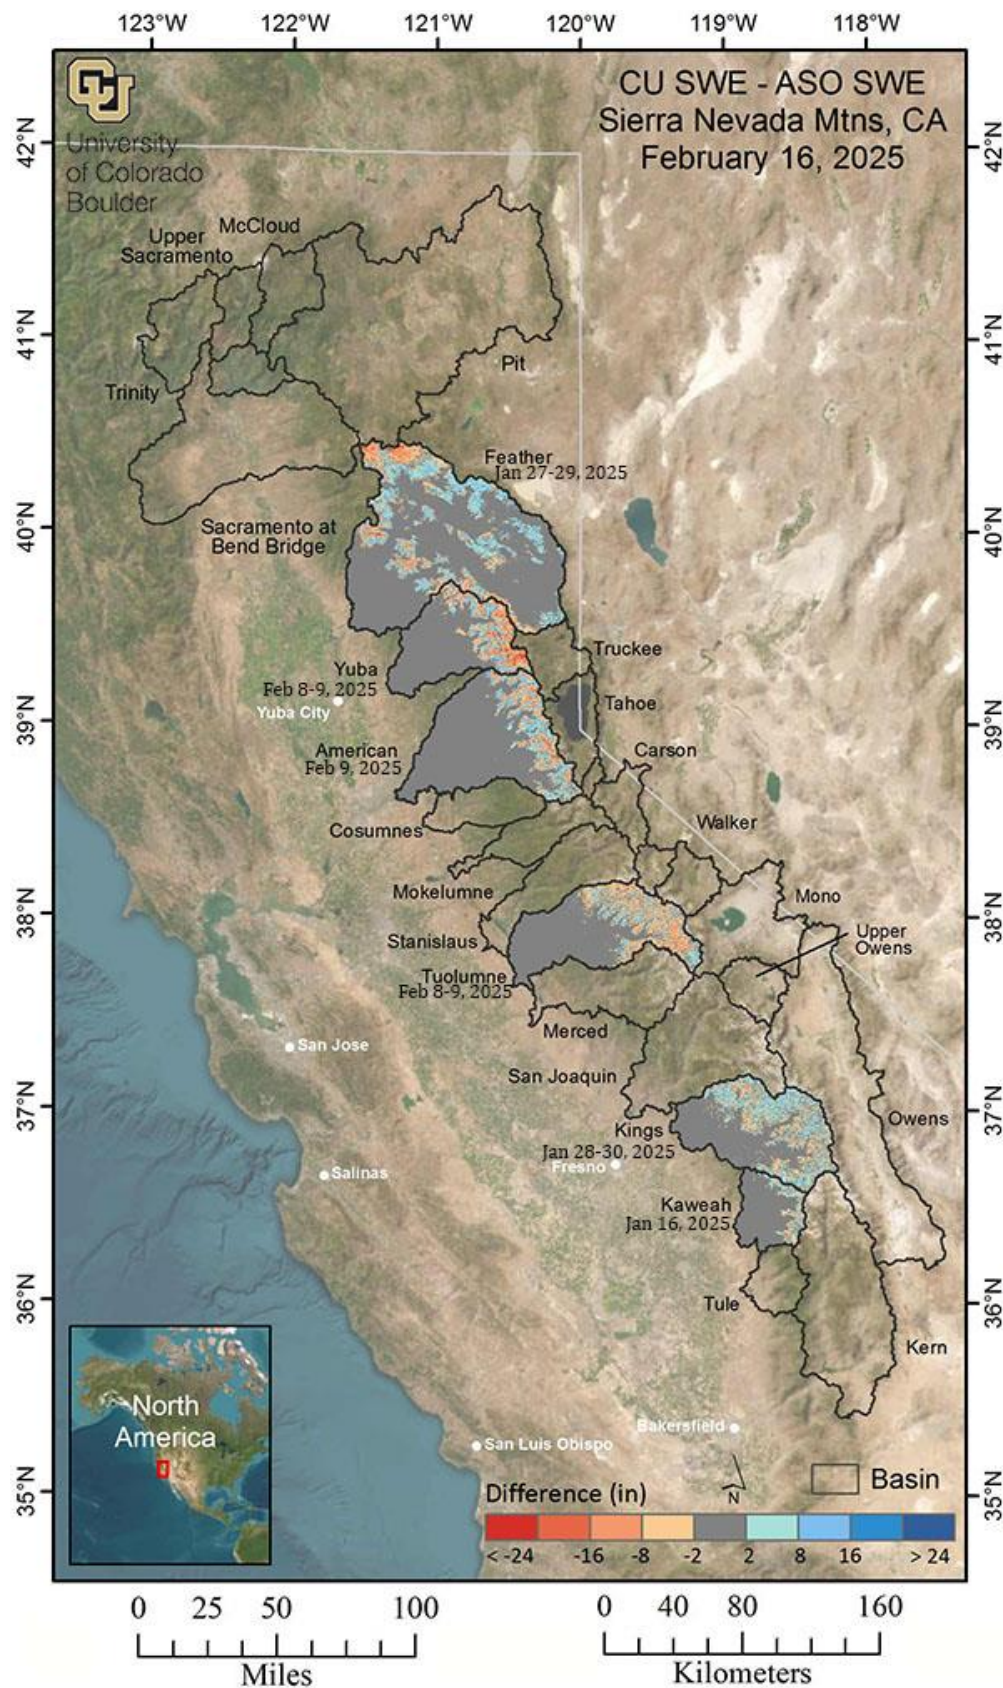 123°W 122°W 121°W 120°W 119°W 118°W
CU SWE - ASO SWE
Sierra Nevada Mtns, CA
February 16, 2025
CU
University
of Colorado
Boulder
42°N
42°N
McCloud
Upper
Sacramento
41°N
41°N
Pit
Trinity
Feather
Jan 27-29, 2025
40°N
40°N
Sacramento at
Bend Bridge
Truckee
Yuba
Feb 8-9, 2025
Tahoe
Yuba City
39°N
39°N
American
Feb 9, 2025
Carson
Cosumnes
Walker
Mokelumne
Mono
38°N
38°N
Stanislaus
Upper
Owens
Tuolumne
Feb 8-9, 2025
Merced
San Jose
San Joaquin
37°N
37°N
Owens
Kings
Jan 28-30, 2025
Fresno
Salinas
Kaweah
Jan 16, 2025
36°N
36°N
Tule
Kern
North
America
Bakersfield
San Luis Obispo
35°N
35°N
N
Basin
Difference (in)
< -24 -16 -8 -2 2 8 16 > 24
0 25 50 100
Miles
0 40 80 160
Kilometers